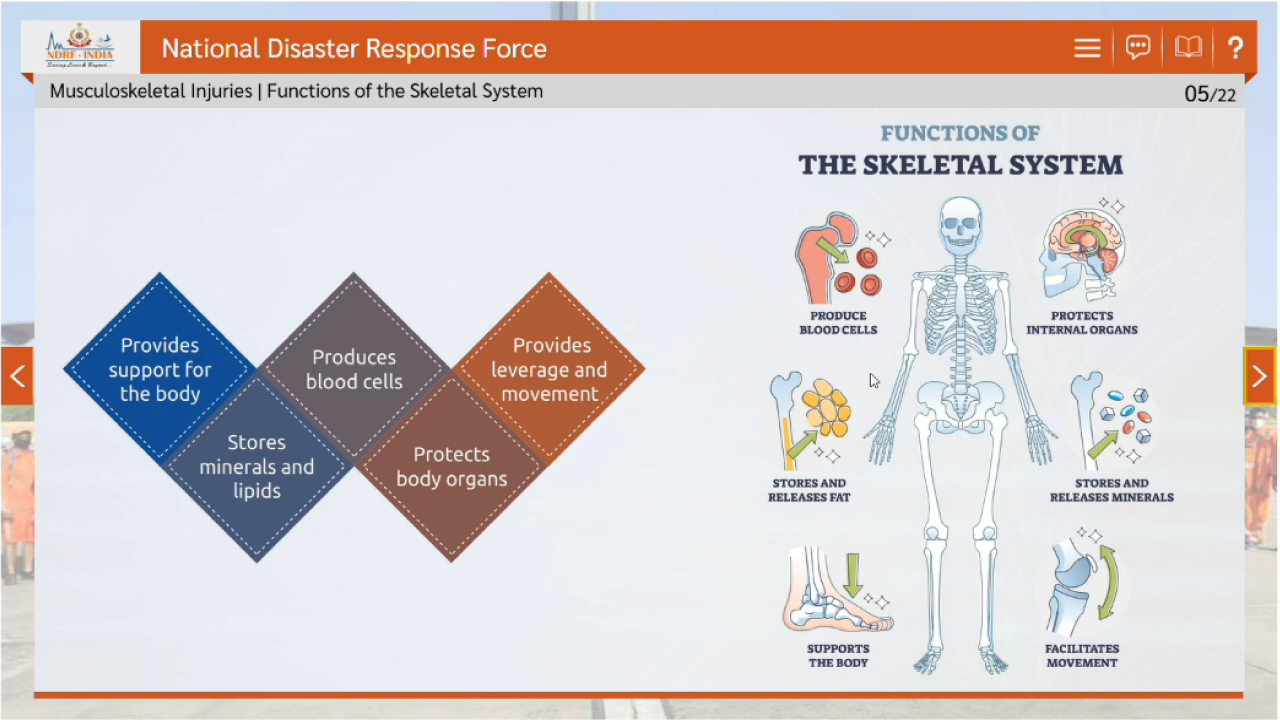 NDRF - INDIA
Saving Lives & Beyond...
National Disaster Response Force
?
Musculoskeletal Injuries | Functions of the Skeletal System
05/22
Provides
support for
the body
Stores
minerals and
lipids
Produces
blood cells
Protects
body organs
Provides
leverage and
movement
FUNCTIONS OF
THE SKELETAL SYSTEM
PRODUCE
BLOOD CELLS
PROTECTS
INTERNAL ORGANS
STORES AND
RELEASES FAT
STORES AND
RELEASES MINERALS
SUPPORTS
THE BODY
FACILITATES
MOVEMENT